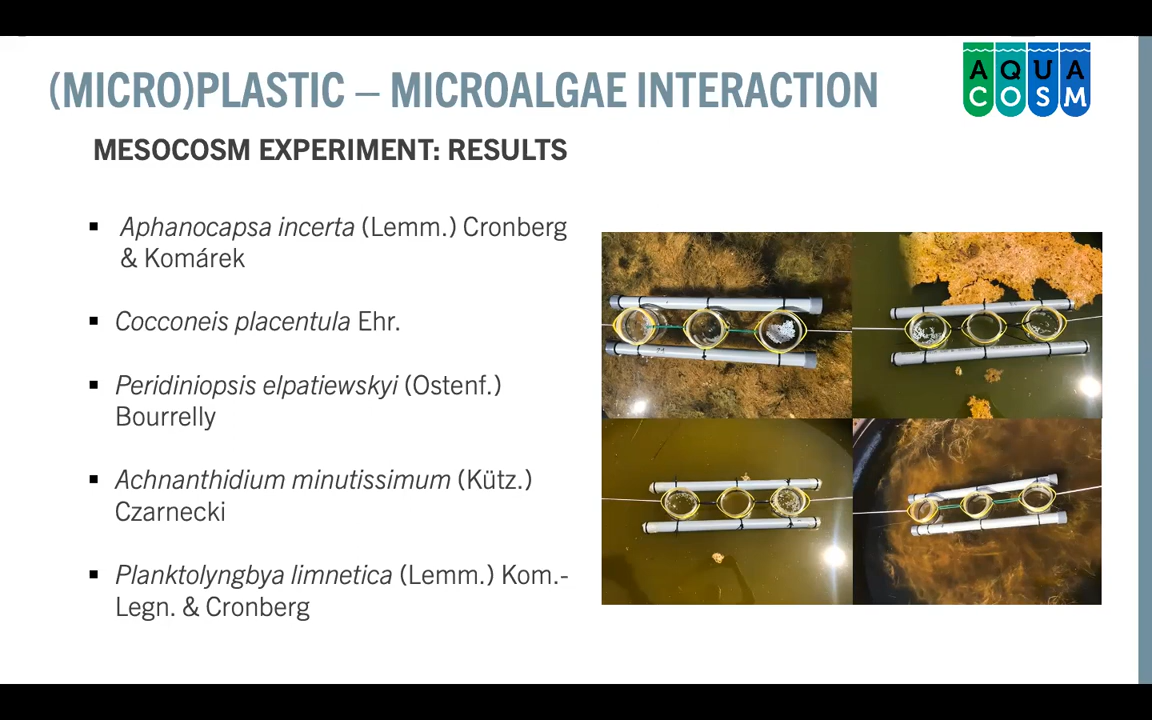 (MICRO)PLASTIC – MICROALGAE INTERACTION
AQUA
COSM
MESOCOSM EXPERIMENT: RESULTS
▪ Aphanocapsa incerta (Lemm.) Cronberg
& Komárek
▪ Cocconeis placentula Ehr.
▪ Peridiniopsis elpatiewskyi (Ostenf.)
Bourrelly
▪ Achnanthidium minutissimum (Kütz.)
Czarnecki
▪ Planktolyngbya limnetica (Lemm.) Kom.-
Legn. & Cronberg